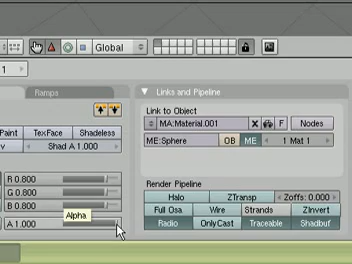 Global
1
Ramps
Links and Pipeline
Link to Object
MA:Material.001
F
Nodes
Paint
TexFace
Shadeless
ME:Sphere
OB
ME
1 Mat 1
Shad A 1.000
R 0.800
G 0.800
B 0.800
Render Pipeline
Halo
ZTransp
Zoffs: 0.000
Full Osa
Wire
Strands
ZInvert
Alpha
A 1.000
Radio
OnlyCast
Traceable
Shadbuf